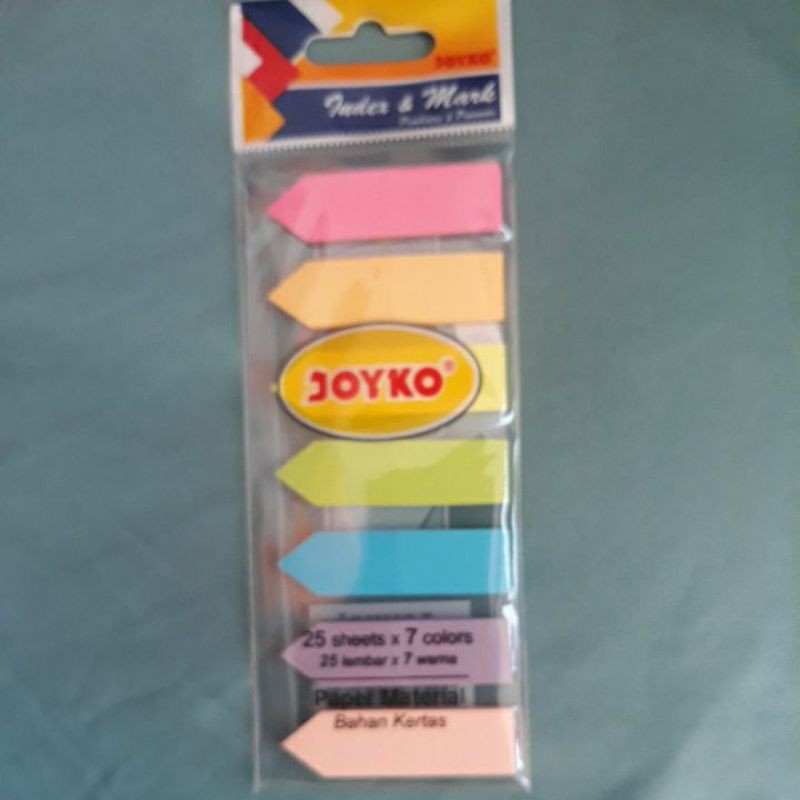 JOYKO
Index & Mark
JOYKO
25 sheets x 7 colors
25 lembar x 7 warna
Paper Material
Bahan Kertas